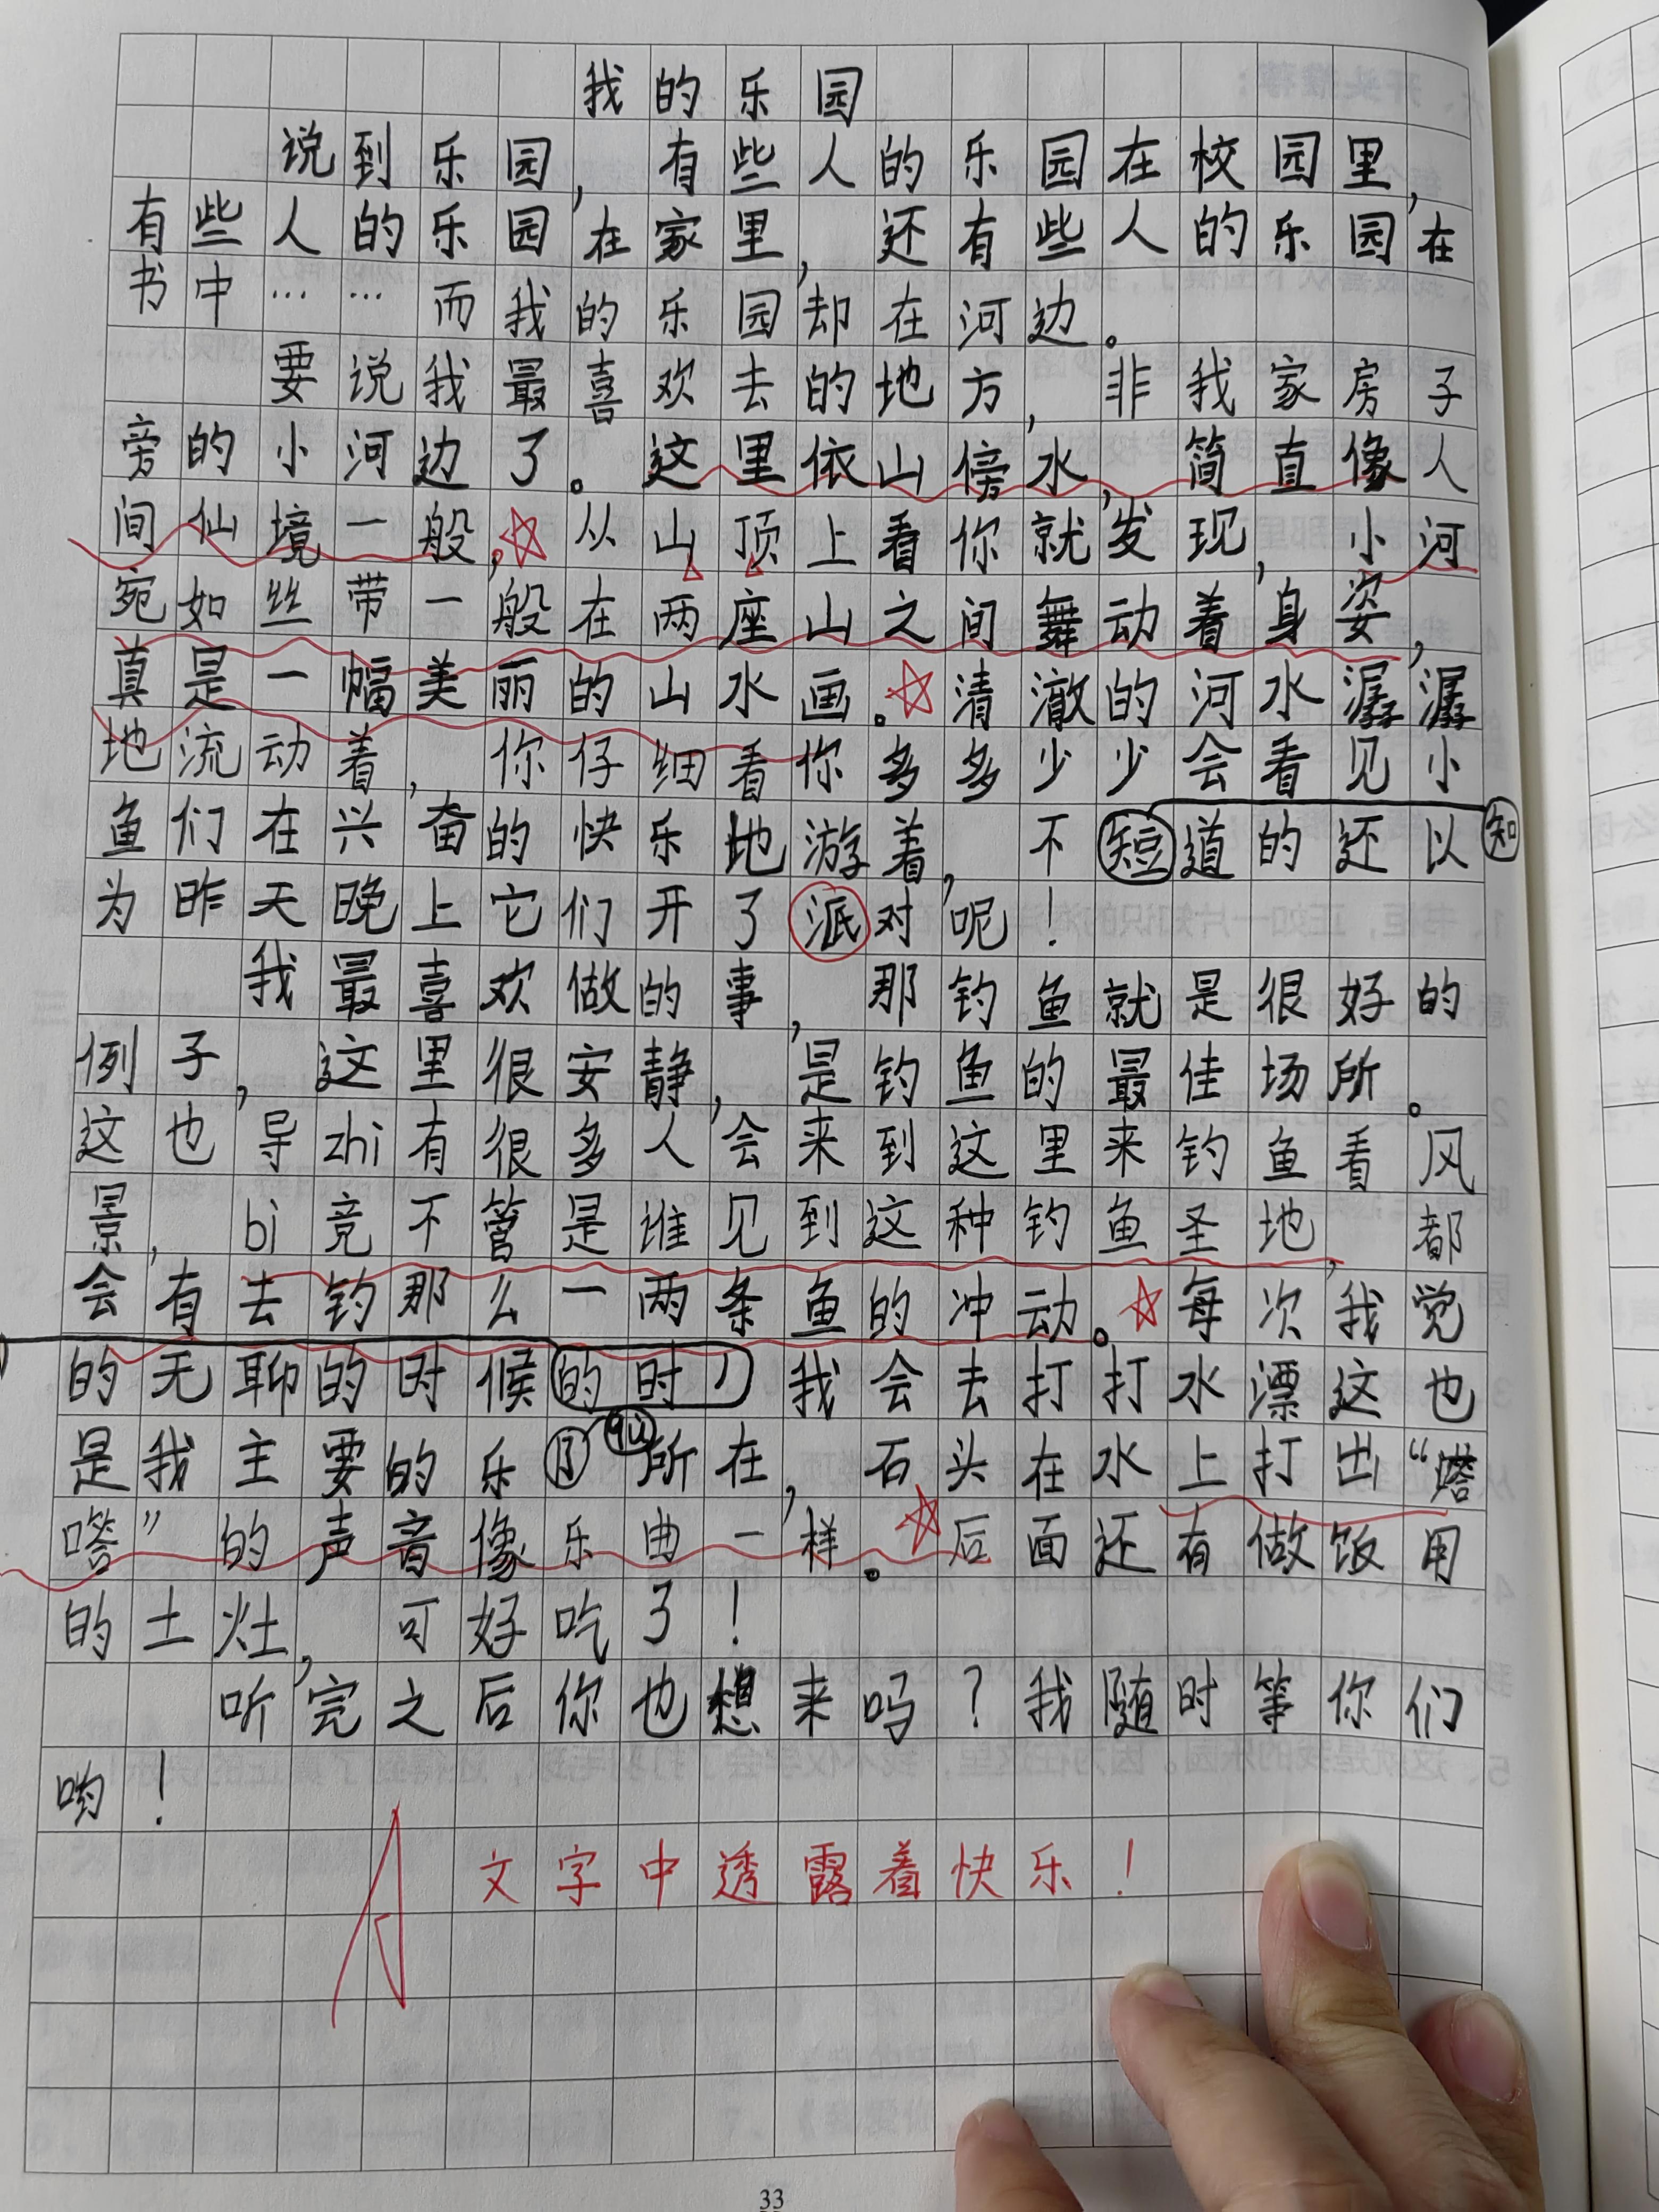 我的乐园
说到乐园，有些人的乐园在校园里，
有些人的乐园在家里，还有些人的乐园在
书中……而我的乐园却在河边。
要说我最喜欢去的地方，非我家房子
旁的小河边了。这里依山傍水，简直像人
间仙境一般，从山顶上看你就发现，小河
宛如丝带一般在两座山之间舞动着身姿，
真是一幅美丽的山水画。清澈的河水潺潺
地流动着，你仔细看你多多少少会看见小
鱼们在兴奋的快乐地游着，不短道的还以
知
为昨天晚上它们开了派对呢！
我最喜欢做的事，那钓鱼就是很好的
例子，这里很安静，是钓鱼的最佳场所。
这也导zhi有很多人会来到这里来钓鱼看风
景，bi竟不管是谁见到这种钓鱼圣地，都
会有去钓那么一两条鱼的冲动。每次我觉
的无聊的时候的时我会去打打水漂这也
是我主要的乐所在，石头在水上打出“嗒
嗒”的声音像乐曲一样。后面还有做饭用
的土灶，可好吃了！
听完之后你也想来吗？我随时等你们
哟！
A 文字中透露着快乐！
33